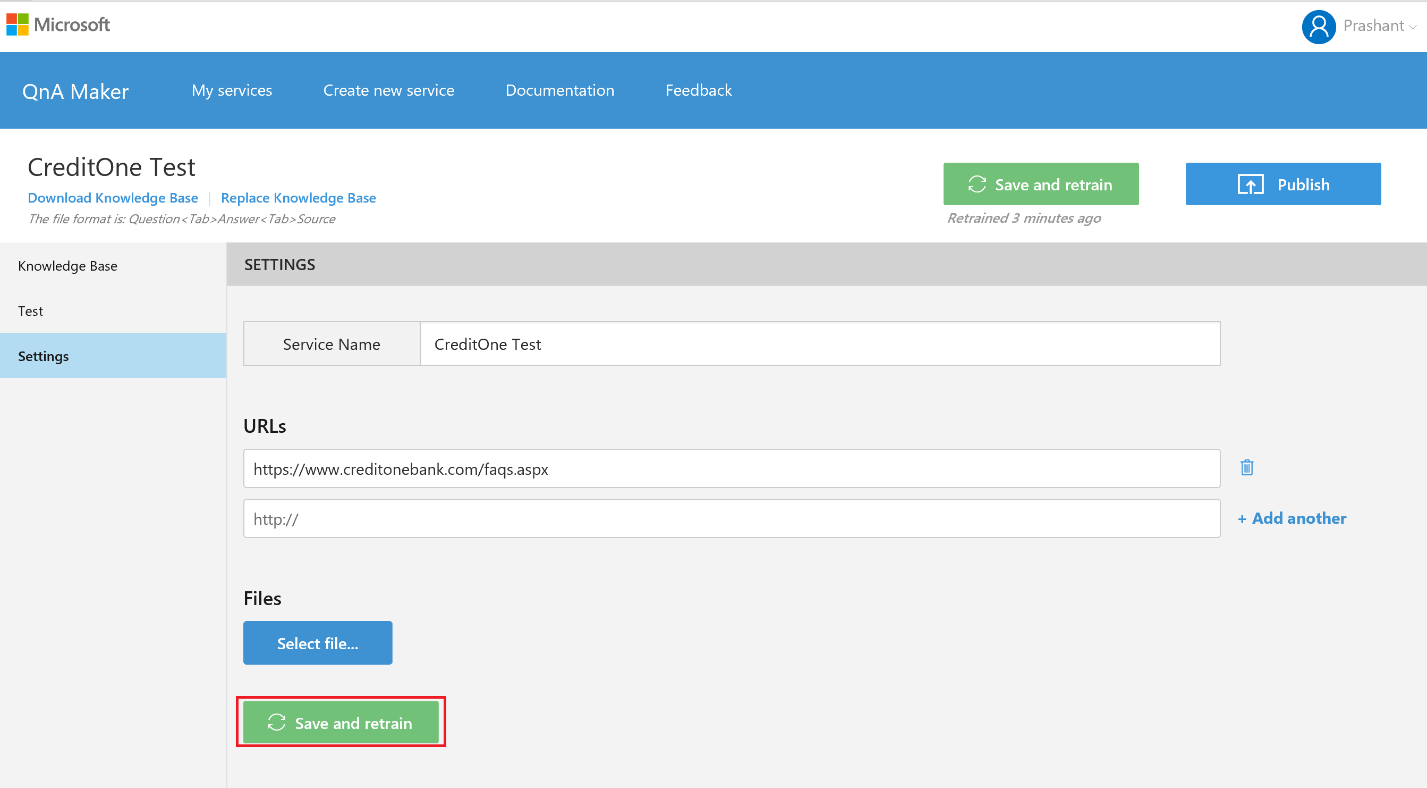 Microsoft
Prashant
QnA Maker My services Create new service Documentation Feedback
CreditOne Test
Download Knowledge Base | Replace Knowledge Base
The file format is: Question<Tab>Answer<Tab>Source
Save and retrain
Retrained 3 minutes ago
Publish
Knowledge Base
Test
Settings
SETTINGS
Service Name CreditOne Test
URLs
https://www.creditonebank.com/faqs.aspx
http://
+ Add another
Files
Select file...
Save and retrain